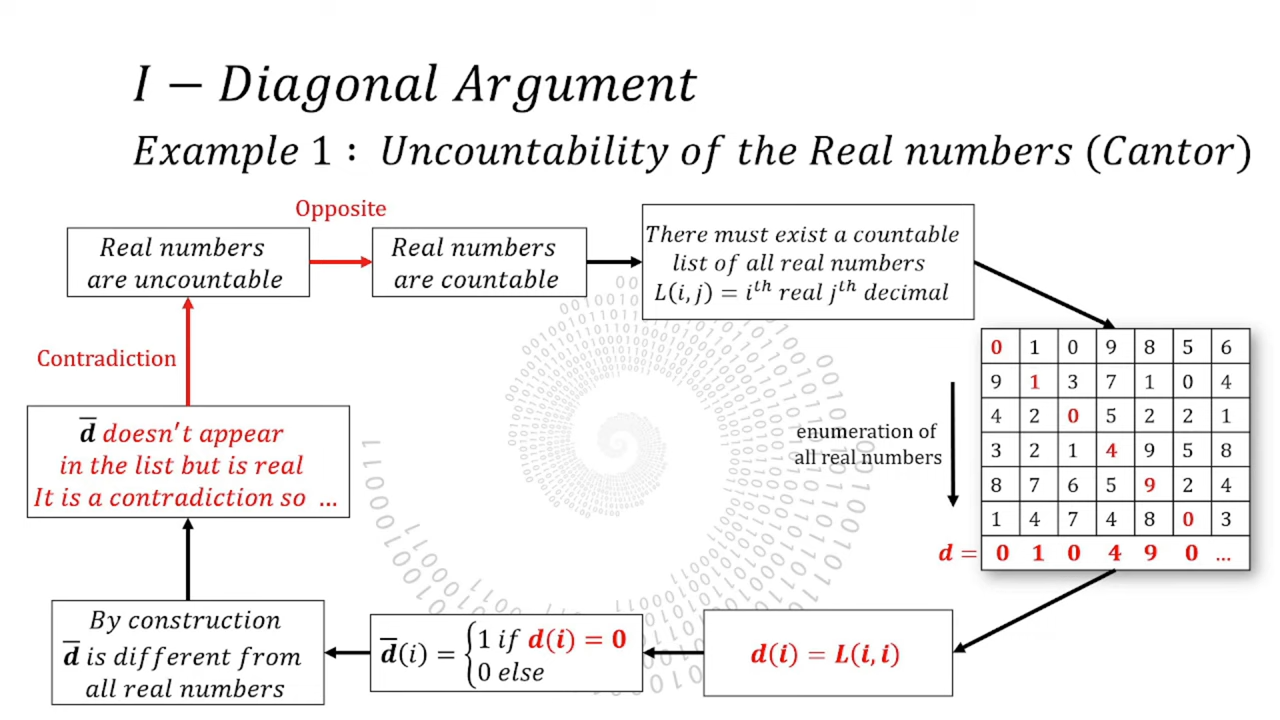 I − Diagonal Argument
Example 1 : Uncountability of the Real numbers (Cantor)
Opposite
Real numbers
are uncountable
Real numbers
are countable
There must exist a countable
list of all real numbers
L(i, j) = iᵗʰ real jᵗʰ decimal
Contradiction
0 1 0 9 8 5 6
9 1 3 7 1 0 4
4 2 0 5 2 2 1
3 2 1 4 9 5 8
8 7 6 5 9 2 4
1 4 7 4 8 0 3
d = 0 1 0 4 9 0 ...
enumeration of
all real numbers
d̅ doesn't appear
in the list but is real
It is a contradiction so ...
By construction
d̅ is different from
all real numbers
d̅(i) = {1 if d(i) = 0
0 else
d(i) = L(i, i)